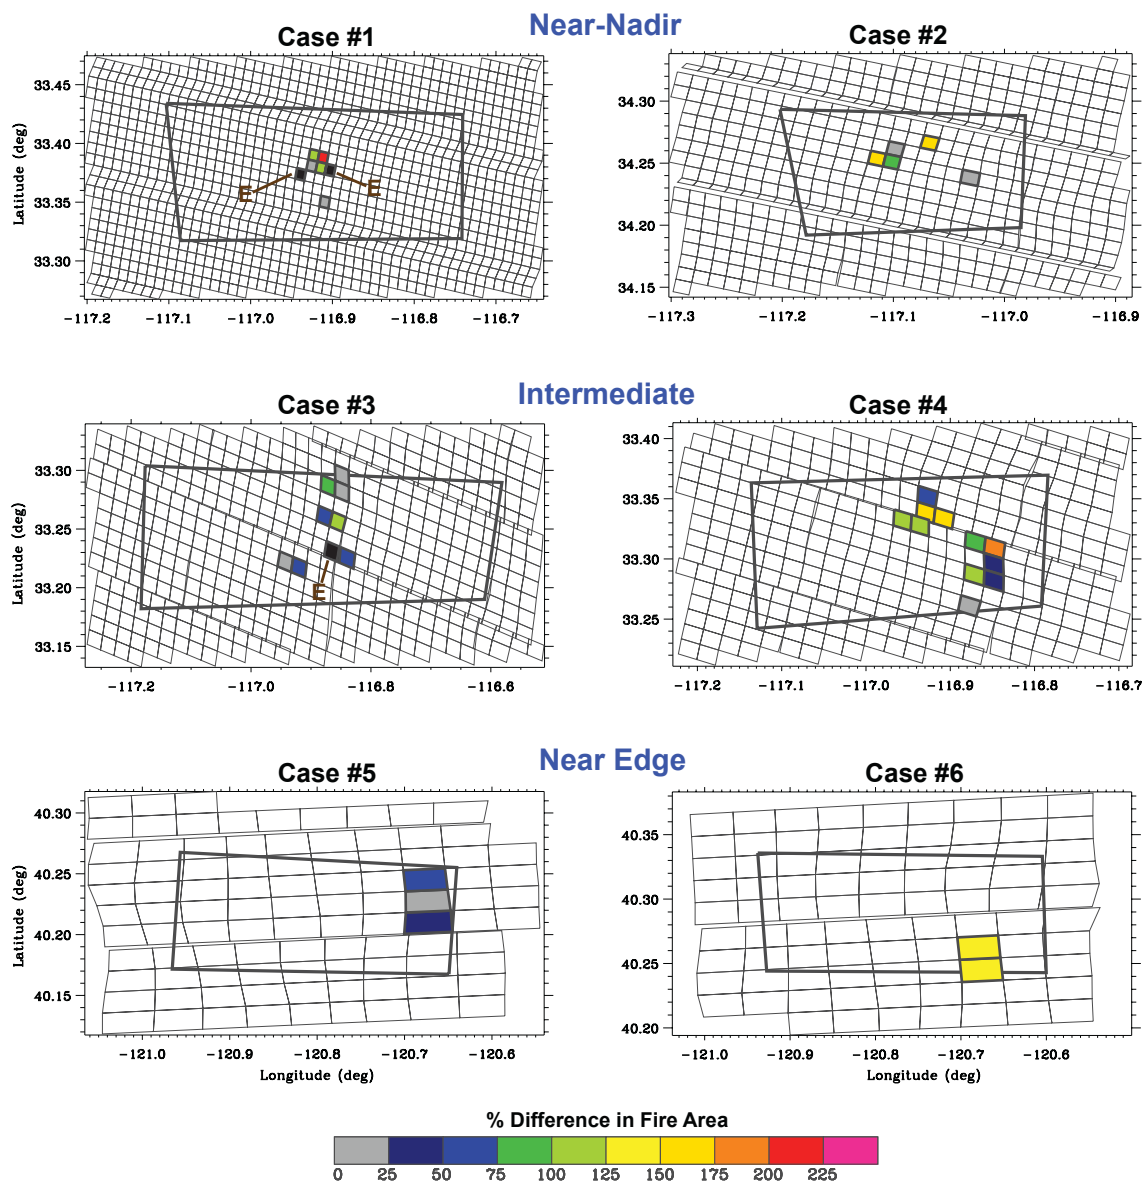 Near-Nadir
Case #1
Case #2
Latitude (deg)
33.45
33.40
33.35
33.30
E
E
-117.2 -117.1 -117.0 -116.9 -116.8 -116.7
34.30
34.25
34.20
34.15
-117.3 -117.2 -117.1 -117.0 -116.9
Intermediate
Case #3
Case #4
Latitude (deg)
33.30
33.25
33.20
33.15
E
-117.2 -117.0 -116.8 -116.6
33.40
33.35
33.30
33.25
-117.2 -117.1 -117.0 -116.9 -116.8 -116.7
Near Edge
Case #5
Case #6
Latitude (deg)
40.30
40.25
40.20
40.15
-121.0 -120.9 -120.8 -120.7 -120.6
Longitude (deg)
40.35
40.30
40.25
40.20
-121.0 -120.9 -120.8 -120.7 -120.6
Longitude (deg)
% Difference in Fire Area
0 25 50 75 100 125 150 175 200 225